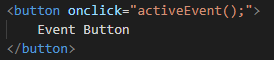 <button onclick="activeEvent();">
Event Button
</button>